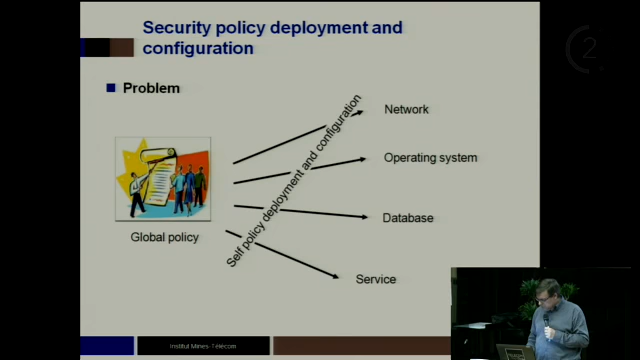 Security policy deployment and
configuration
Problem
Network
Operating system
Database
Service
Self policy deployment and configuration
Global policy
Institut Mines-Télécom
2